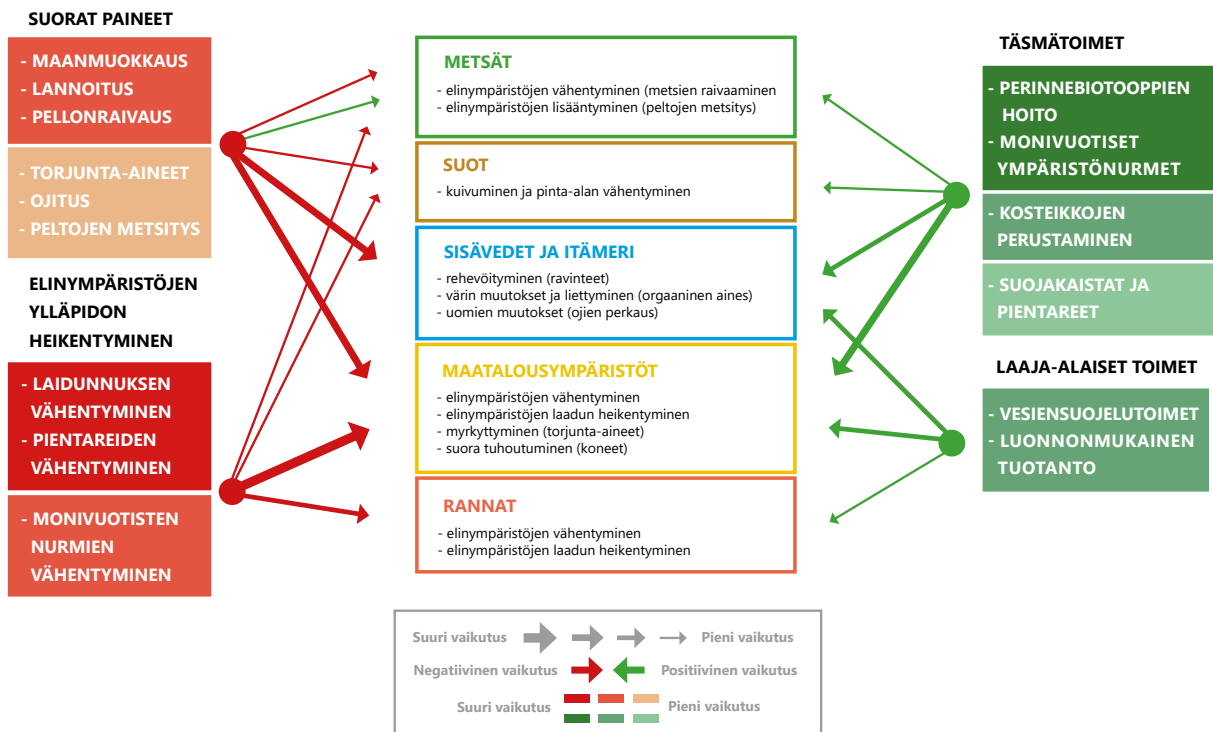 SUORAT PAINEET
- MAANMUOKKAUS
- LANNOITUS
- PELLONRAIVAUS
- TORJUNTA-AINEET
- OJITUS
- PELTOJEN METSITYS
ELINYMPÄRISTÖJEN
YLLÄPIDON
HEIKENTYMINEN
- LAIDUNNUKSEN
VÄHENTYMINEN
- PIENTAREIDEN
VÄHENTYMINEN
- MONIVUOTISTEN
NURMIEN
VÄHENTYMINEN
METSÄT
- elinympäristöjen vähentyminen (metsien raivaaminen
- elinympäristöjen lisääntyminen (peltojen metsitys)
SUOT
- kuivuminen ja pinta-alan vähentyminen
SISÄVEDET JA ITÄMERI
- rehevöityminen (ravinteet)
- värin muutokset ja liettyminen (orgaaninen aines)
- uomien muutokset (ojien perkaus)
MAATALOUSYMPÄRISTÖT
- elinympäristöjen vähentyminen
- elinympäristöjen laadun heikentyminen
- myrkyttyminen (torjunta-aineet)
- suora tuhoutuminen (koneet)
RANNAT
- elinympäristöjen vähentyminen
- elinympäristöjen laadun heikentyminen
TÄSMÄTOIMET
- PERINNEBIOTOOPPIEN
HOITO
- MONIVUOTISET
YMPÄRISTÖNURMET
- KOSTEIKKOJEN
PERUSTAMINEN
- SUOJAKAISTAT JA
PIENTAREET
LAAJA-ALAISET TOIMET
- VESIENSUOJELUTOIMET
- LUONNONMUKAINEN
TUOTANTO
Suuri vaikutus Pieni vaikutus
Negatiivinen vaikutus Positiivinen vaikutus
Suuri vaikutus Pieni vaikutus